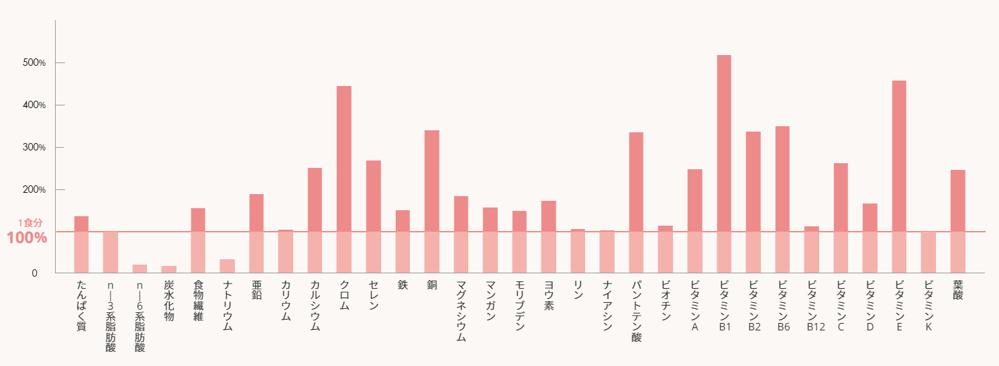 500%
400%
300%
200%
1食分
100%
0
たんぱく質
n―3系脂肪酸
n―6系脂肪酸
炭水化物
食物繊維
ナトリウム
亜鉛
カリウム
カルシウム
クロム
セレン
鉄
銅
マグネシウム
マンガン
モリブデン
ヨウ素
リン
ナイアシン
パントテン酸
ビオチン
ビタミンA
ビタミンB1
ビタミンB2
ビタミンB6
ビタミンB12
ビタミンC
ビタミンD
ビタミンE
ビタミンK
葉酸